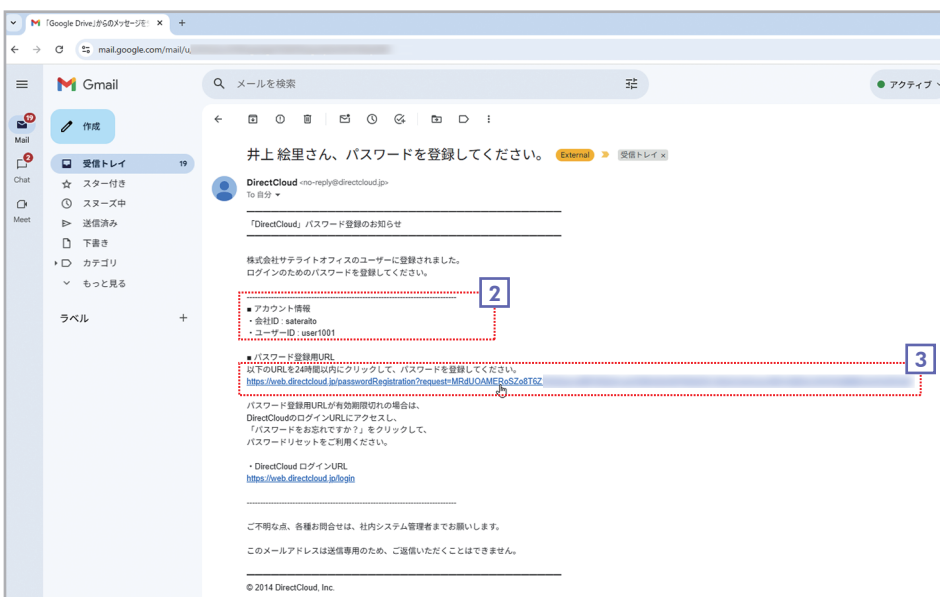 「Google Drive」からのメッセージを
mail.google.com/mail/u
Gmail
メールを検索
アクティブ
19
Mail
2
Chat
Meet
作成
受信トレイ 19
スター付き
スヌーズ中
送信済み
下書き
カテゴリ
もっと見る
ラベル
井上 絵里さん、パスワードを登録してください。 External 受信トレイ ×
DirectCloud <no-reply@directcloud.jp>
To 自分
「DirectCloud」パスワード登録のお知らせ
株式会社サテライトオフィスのユーザーに登録されました。
ログインのためのパスワードを登録してください。
2
■ アカウント情報
・会社ID : sateraito
・ユーザーID : user1001
■ パスワード登録用URL
3
以下のURLを24時間以内にクリックして、パスワードを登録してください。
https://web.directcloud.jp/passwordRegistration?request=MRdUOAMERoSZo8T6Z
パスワード登録用URLが有効期限切れの場合は、
DirectCloudのログインURLにアクセスし、
「パスワードをお忘れですか？」をクリックして、
パスワードリセットをご利用ください。
・DirectCloud ログインURL
https://web.directcloud.jp/login
ご不明な点、各種お問合せは、社内システム管理者までお願いします。
このメールアドレスは送信専用のため、ご返信いただくことはできません。
© 2014 DirectCloud, Inc.